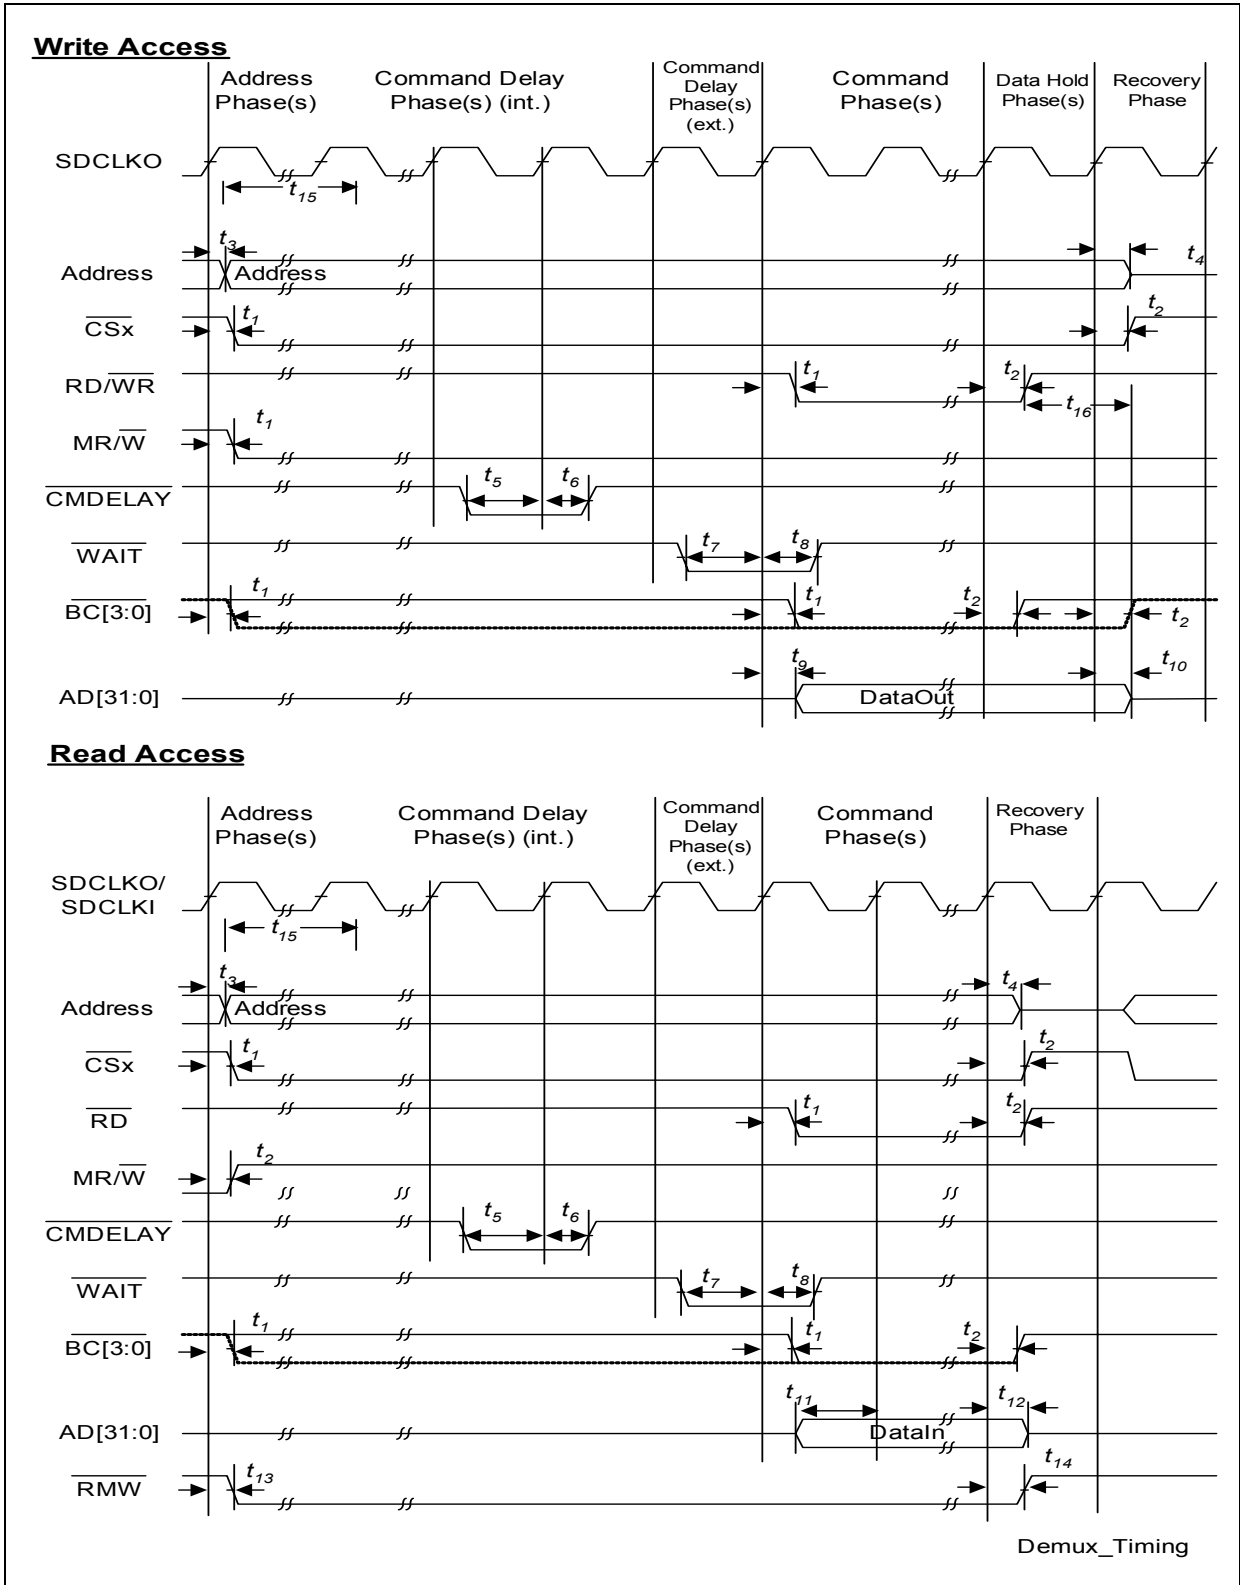 Write Access
Address Phase(s)
Command Delay Phase(s) (int.)
Command Delay Phase(s) (ext.)
Command Phase(s)
Data Hold Phase(s)
Recovery Phase
SDCLKO
t15
t3
Address
Address
t4
CSx
t1
t2
RD/WR
t1
t2
t16
MR/W
t1
CMDELAY
t5
t6
WAIT
t7
t8
BC[3:0]
t1
t1
t2
t2
AD[31:0]
t9
DataOut
t10
Read Access
Address Phase(s)
Command Delay Phase(s) (int.)
Command Delay Phase(s) (ext.)
Command Phase(s)
Recovery Phase
SDCLKO/
SDCLKI
t15
t3
Address
Address
t4
CSx
t1
t2
RD
t1
t2
MR/W
t2
CMDELAY
t5
t6
WAIT
t7
t8
BC[3:0]
t1
t1
t2
AD[31:0]
t11
DataIn
t12
RMW
t13
t14
Demux_Timing